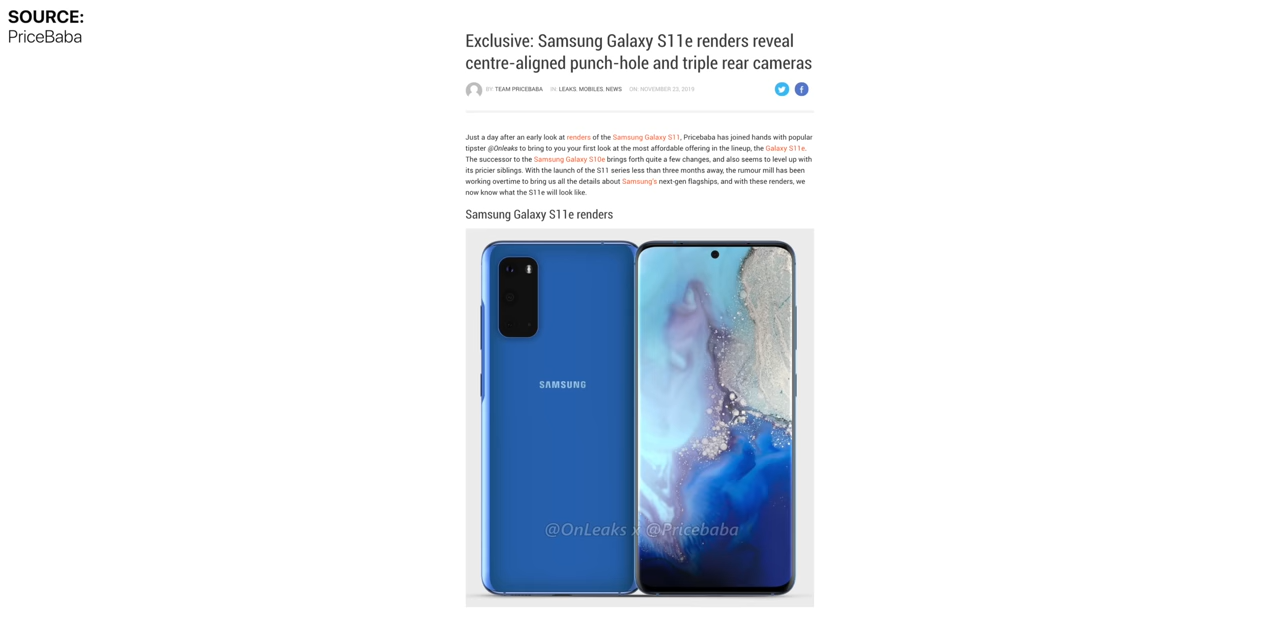 SOURCE:
PriceBaba
Exclusive: Samsung Galaxy S11e renders reveal
centre-aligned punch-hole and triple rear cameras
BY TEAM PRICEBABA IN LEAKS, MOBILES, NEWS ON: NOVEMBER 23, 2019
Just a day after an early look at renders of the Samsung Galaxy S11, Pricebaba has joined hands with popular
tipster @Onleaks to bring to you your first look at the most affordable offering in the lineup, the Galaxy S11e.
The successor to the Samsung Galaxy S10e brings forth quite a few changes, and also seems to level up with
its pricier siblings. With the launch of the S11 series less than three months away, the rumour mill has been
working overtime to bring us all the details about Samsung's next-gen flagships, and with these renders, we
now know what the S11e will look like.
Samsung Galaxy S11e renders
SAMSUNG
@OnLeaks x @Pricebaba